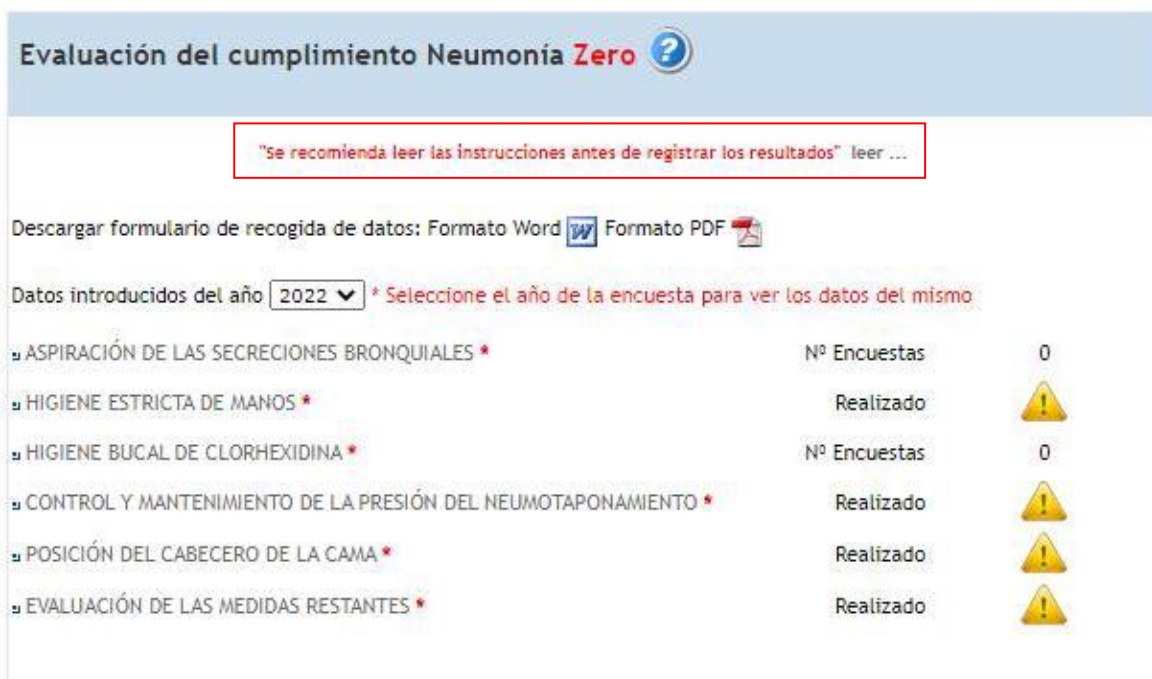 Evaluación del cumplimiento Neumonía Zero
"Se recomienda leer las instrucciones antes de registrar los resultados" leer ...
Descargar formulario de recogida de datos: Formato Word Formato PDF
Datos introducidos del año 2022 * Seleccione el año de la encuesta para ver los datos del mismo
ASPIRACIÓN DE LAS SECRECIONES BRONQUIALES * Nº Encuestas 0
HIGIENE ESTRICTA DE MANOS * Realizado
HIGIENE BUCAL DE CLORHEXIDINA * Nº Encuestas 0
CONTROL Y MANTENIMIENTO DE LA PRESIÓN DEL NEUMOTAPONAMIENTO * Realizado
POSICIÓN DEL CABECERO DE LA CAMA * Realizado
EVALUACIÓN DE LAS MEDIDAS RESTANTES * Realizado